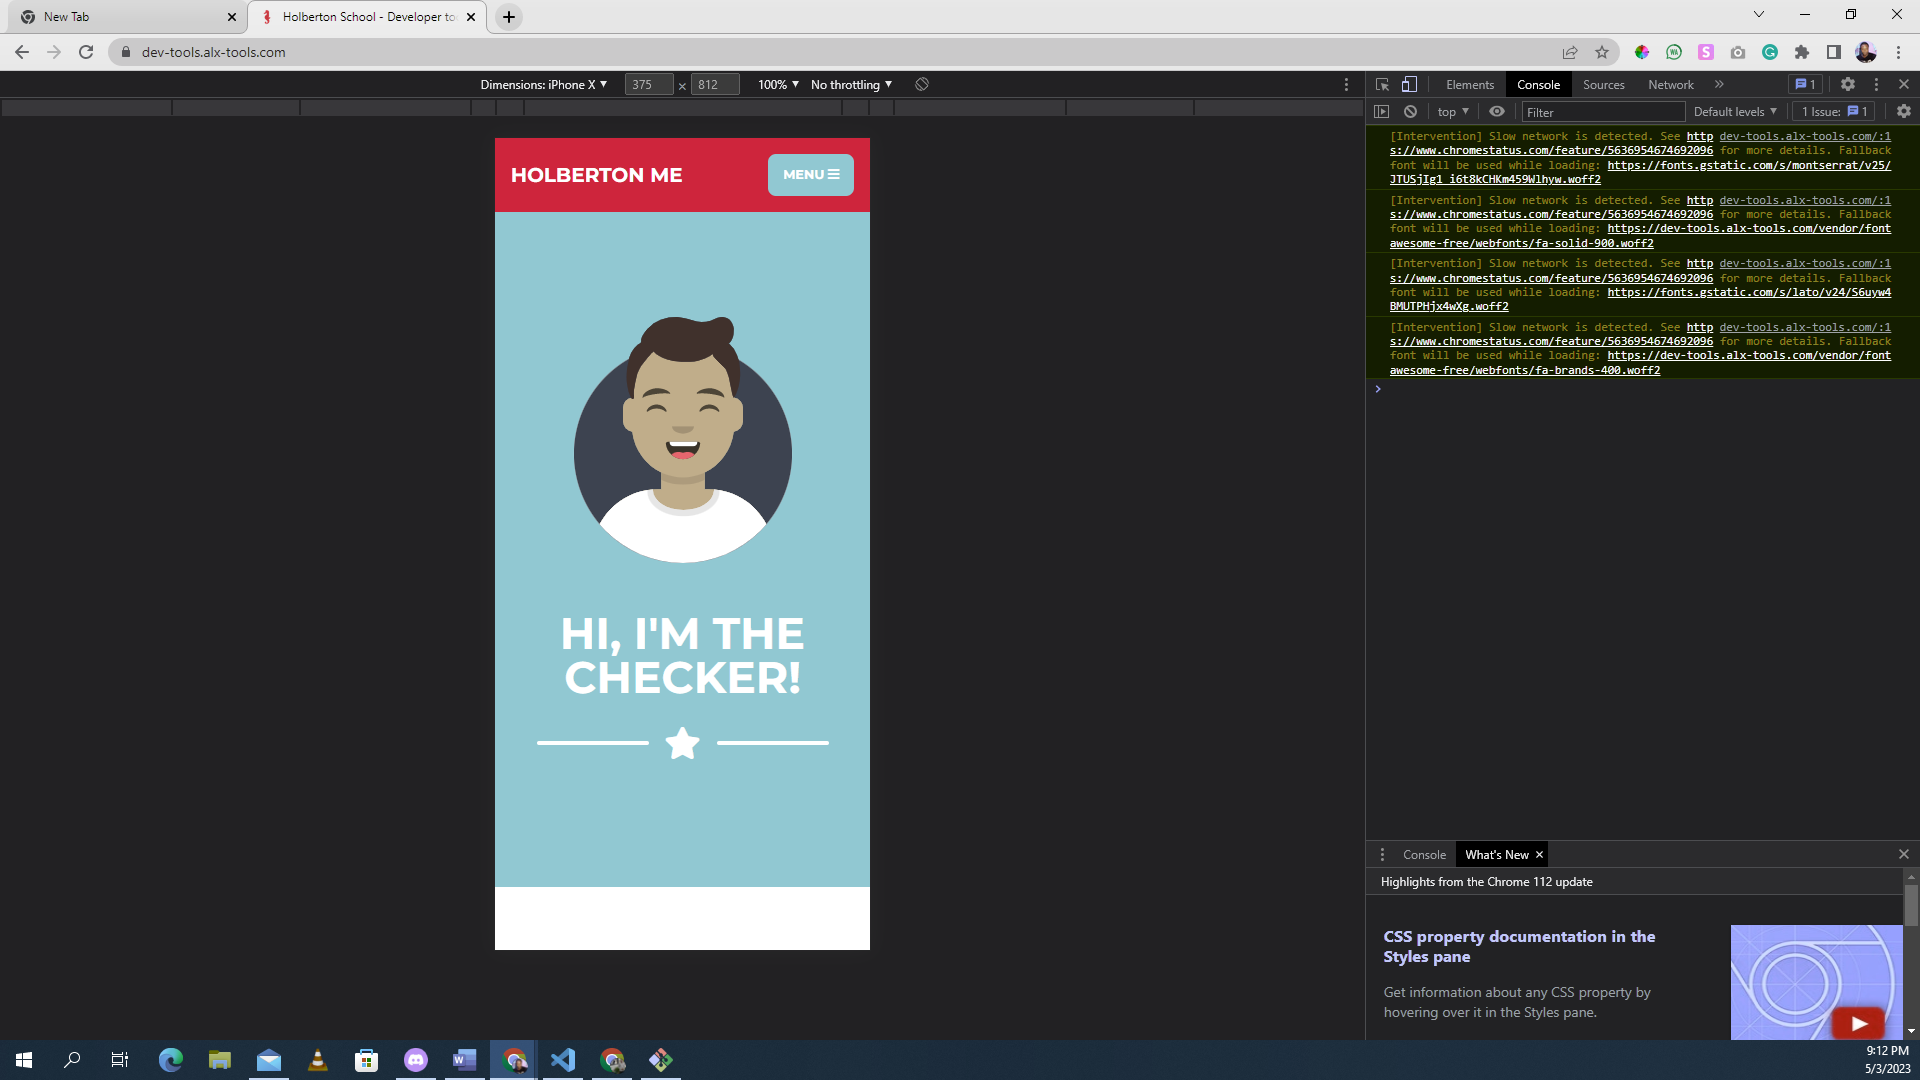 New Tab
Holberton School - Developer to
dev-tools.alx-tools.com
Dimensions: iPhone X 375 × 812 100% No throttling
Elements Console Sources Network 1
top Filter Default levels 1 Issue: 1
[Intervention] Slow network is detected. See http dev-tools.alx-tools.com/:1
s://www.chromestatus.com/feature/5636954674692096 for more details. Fallback
font will be used while loading: https://fonts.gstatic.com/s/montserrat/v25/
JTUSjIg1_i6t8kCHKm459Wlhyw.woff2
[Intervention] Slow network is detected. See http dev-tools.alx-tools.com/:1
s://www.chromestatus.com/feature/5636954674692096 for more details. Fallback
font will be used while loading: https://dev-tools.alx-tools.com/vendor/font
awesome-free/webfonts/fa-solid-900.woff2
[Intervention] Slow network is detected. See http dev-tools.alx-tools.com/:1
s://www.chromestatus.com/feature/5636954674692096 for more details. Fallback
font will be used while loading: https://fonts.gstatic.com/s/lato/v24/S6uyw4
BMUTPHjx4wXg.woff2
[Intervention] Slow network is detected. See http dev-tools.alx-tools.com/:1
s://www.chromestatus.com/feature/5636954674692096 for more details. Fallback
font will be used while loading: https://dev-tools.alx-tools.com/vendor/font
awesome-free/webfonts/fa-brands-400.woff2
HOLBERTON ME
MENU
HI, I'M THE
CHECKER!
Console What's New
Highlights from the Chrome 112 update
CSS property documentation in the
Styles pane
Get information about any CSS property by
hovering over it in the Styles pane.
9:12 PM
5/3/2023